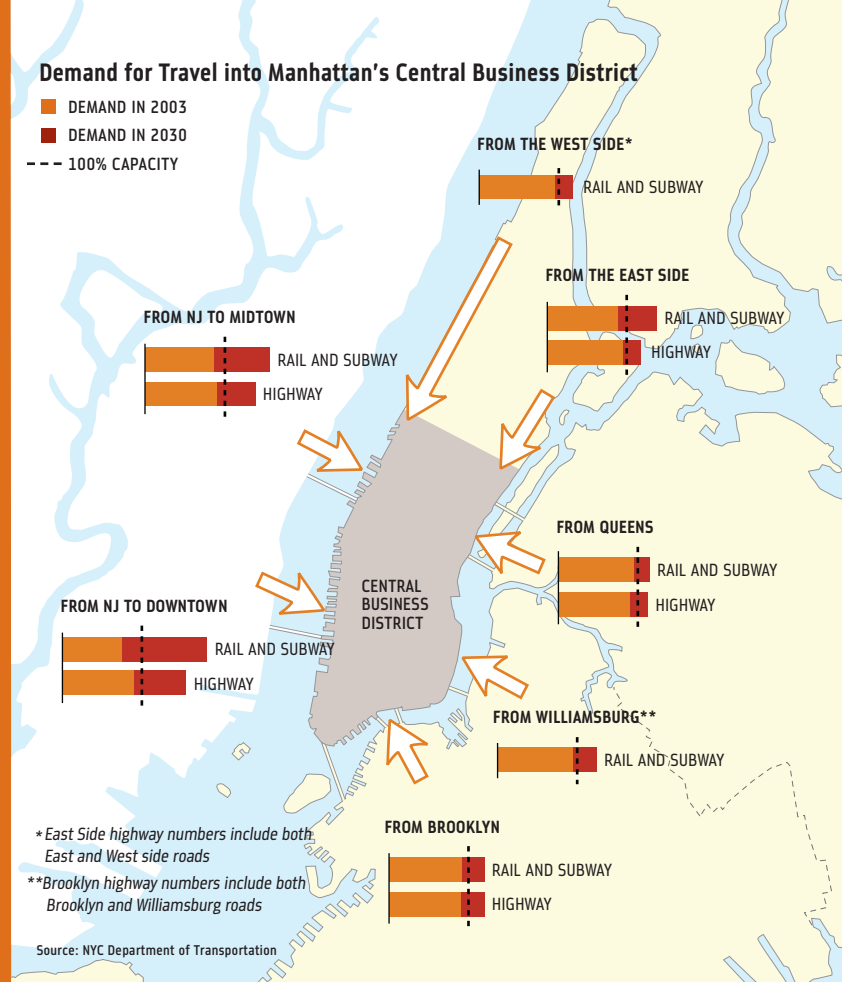 Demand for Travel into Manhattan's Central Business District
DEMAND IN 2003
DEMAND IN 2030
100% CAPACITY
FROM THE WEST SIDE*
RAIL AND SUBWAY
FROM THE EAST SIDE
RAIL AND SUBWAY
HIGHWAY
FROM NJ TO MIDTOWN
RAIL AND SUBWAY
HIGHWAY
FROM QUEENS
RAIL AND SUBWAY
HIGHWAY
CENTRAL
BUSINESS
DISTRICT
FROM NJ TO DOWNTOWN
RAIL AND SUBWAY
HIGHWAY
FROM WILLIAMSBURG**
RAIL AND SUBWAY
FROM BROOKLYN
RAIL AND SUBWAY
HIGHWAY
*East Side highway numbers include both
East and West side roads
**Brooklyn highway numbers include both
Brooklyn and Williamsburg roads
Source: NYC Department of Transportation